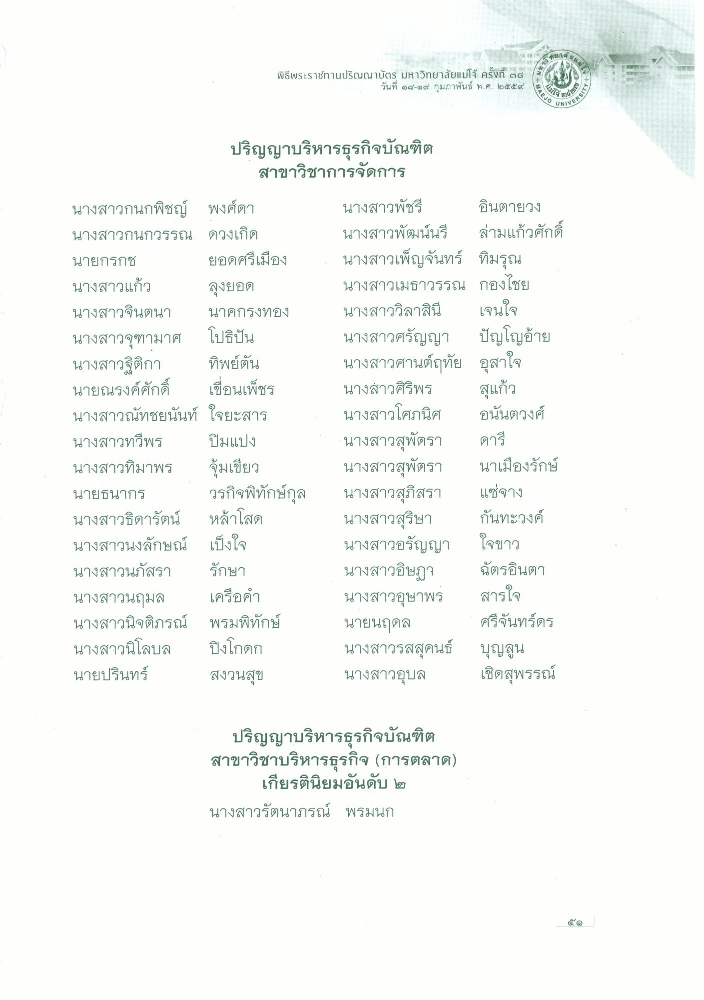 พิธีพระราชทานปริญญาบัตร มหาวิทยาลัยแม่โจ้ ครั้งที่ ๓๘
วันที่ ๑๘-๑๙ กุมภาพันธ์ พ.ศ. ๒๕๕๙
มหาวิทยาลัยแม่โจ้
แม่โจ้ ๒๔๗๗
MAEJO UNIVERSITY
ปริญญาบริหารธุรกิจบัณฑิต
สาขาวิชาการจัดการ
นางสาวกนกพิชญ์ พงศ์ดา
นางสาวกนกวรรณ ดวงเกิด
นายกรกช ยอดศรีเมือง
นางสาวแก้ว ลุงยอด
นางสาวจินตนา นาคกรงทอง
นางสาวจุฑามาศ โปธิปัน
นางสาวฐิติกา ทิพย์ตัน
นายณรงค์ศักดิ์ เขื่อนเพ็ชร
นางสาวณัทชยนันท์ ใจยะสาร
นางสาวทวีพร ปิมแปง
นางสาวทิมาพร จุ้มเขียว
นายธนากร วรกิจพิทักษ์กุล
นางสาวธิดารัตน์ หล้าโสด
นางสาวนงลักษณ์ เป็งใจ
นางสาวนภัสรา รักษา
นางสาวนฤมล เครือคำ
นางสาวนิจติภรณ์ พรมพิทักษ์
นางสาวนิโลบล ปิงโกดก
นายปรินทร์ สงวนสุข
นางสาวพัชรี อินตายวง
นางสาวพัฒน์นรี ล่ามแก้วศักดิ์
นางสาวเพ็ญจันทร์ ทิมรุณ
นางสาวเมธาวรรณ กองไชย
นางสาววิลาสินี เจนใจ
นางสาวศรัญญา ปัญโญอ้าย
นางสาวศานต์ฤทัย อุสาใจ
นางสาวศิริพร สุแก้ว
นางสาวโศภนิศ อนันตวงศ์
นางสาวสุพัตรา ดารี
นางสาวสุพัตรา นาเมืองรักษ์
นางสาวสุภิสรา แซ่จาง
นางสาวสุริษา กันทะวงค์
นางสาวอรัญญา ใจขาว
นางสาวอิษฏา ฉัตรอินตา
นางสาวอุษาพร สารใจ
นายนฤดล ศรีจันทร์ดร
นางสาวรสสุคนธ์ บุญลูน
นางสาวอุบล เชิดสุพรรณ์
ปริญญาบริหารธุรกิจบัณฑิต
สาขาวิชาบริหารธุรกิจ (การตลาด)
เกียรตินิยมอันดับ ๒
นางสาวรัตนาภรณ์ พรมนก
๕๑